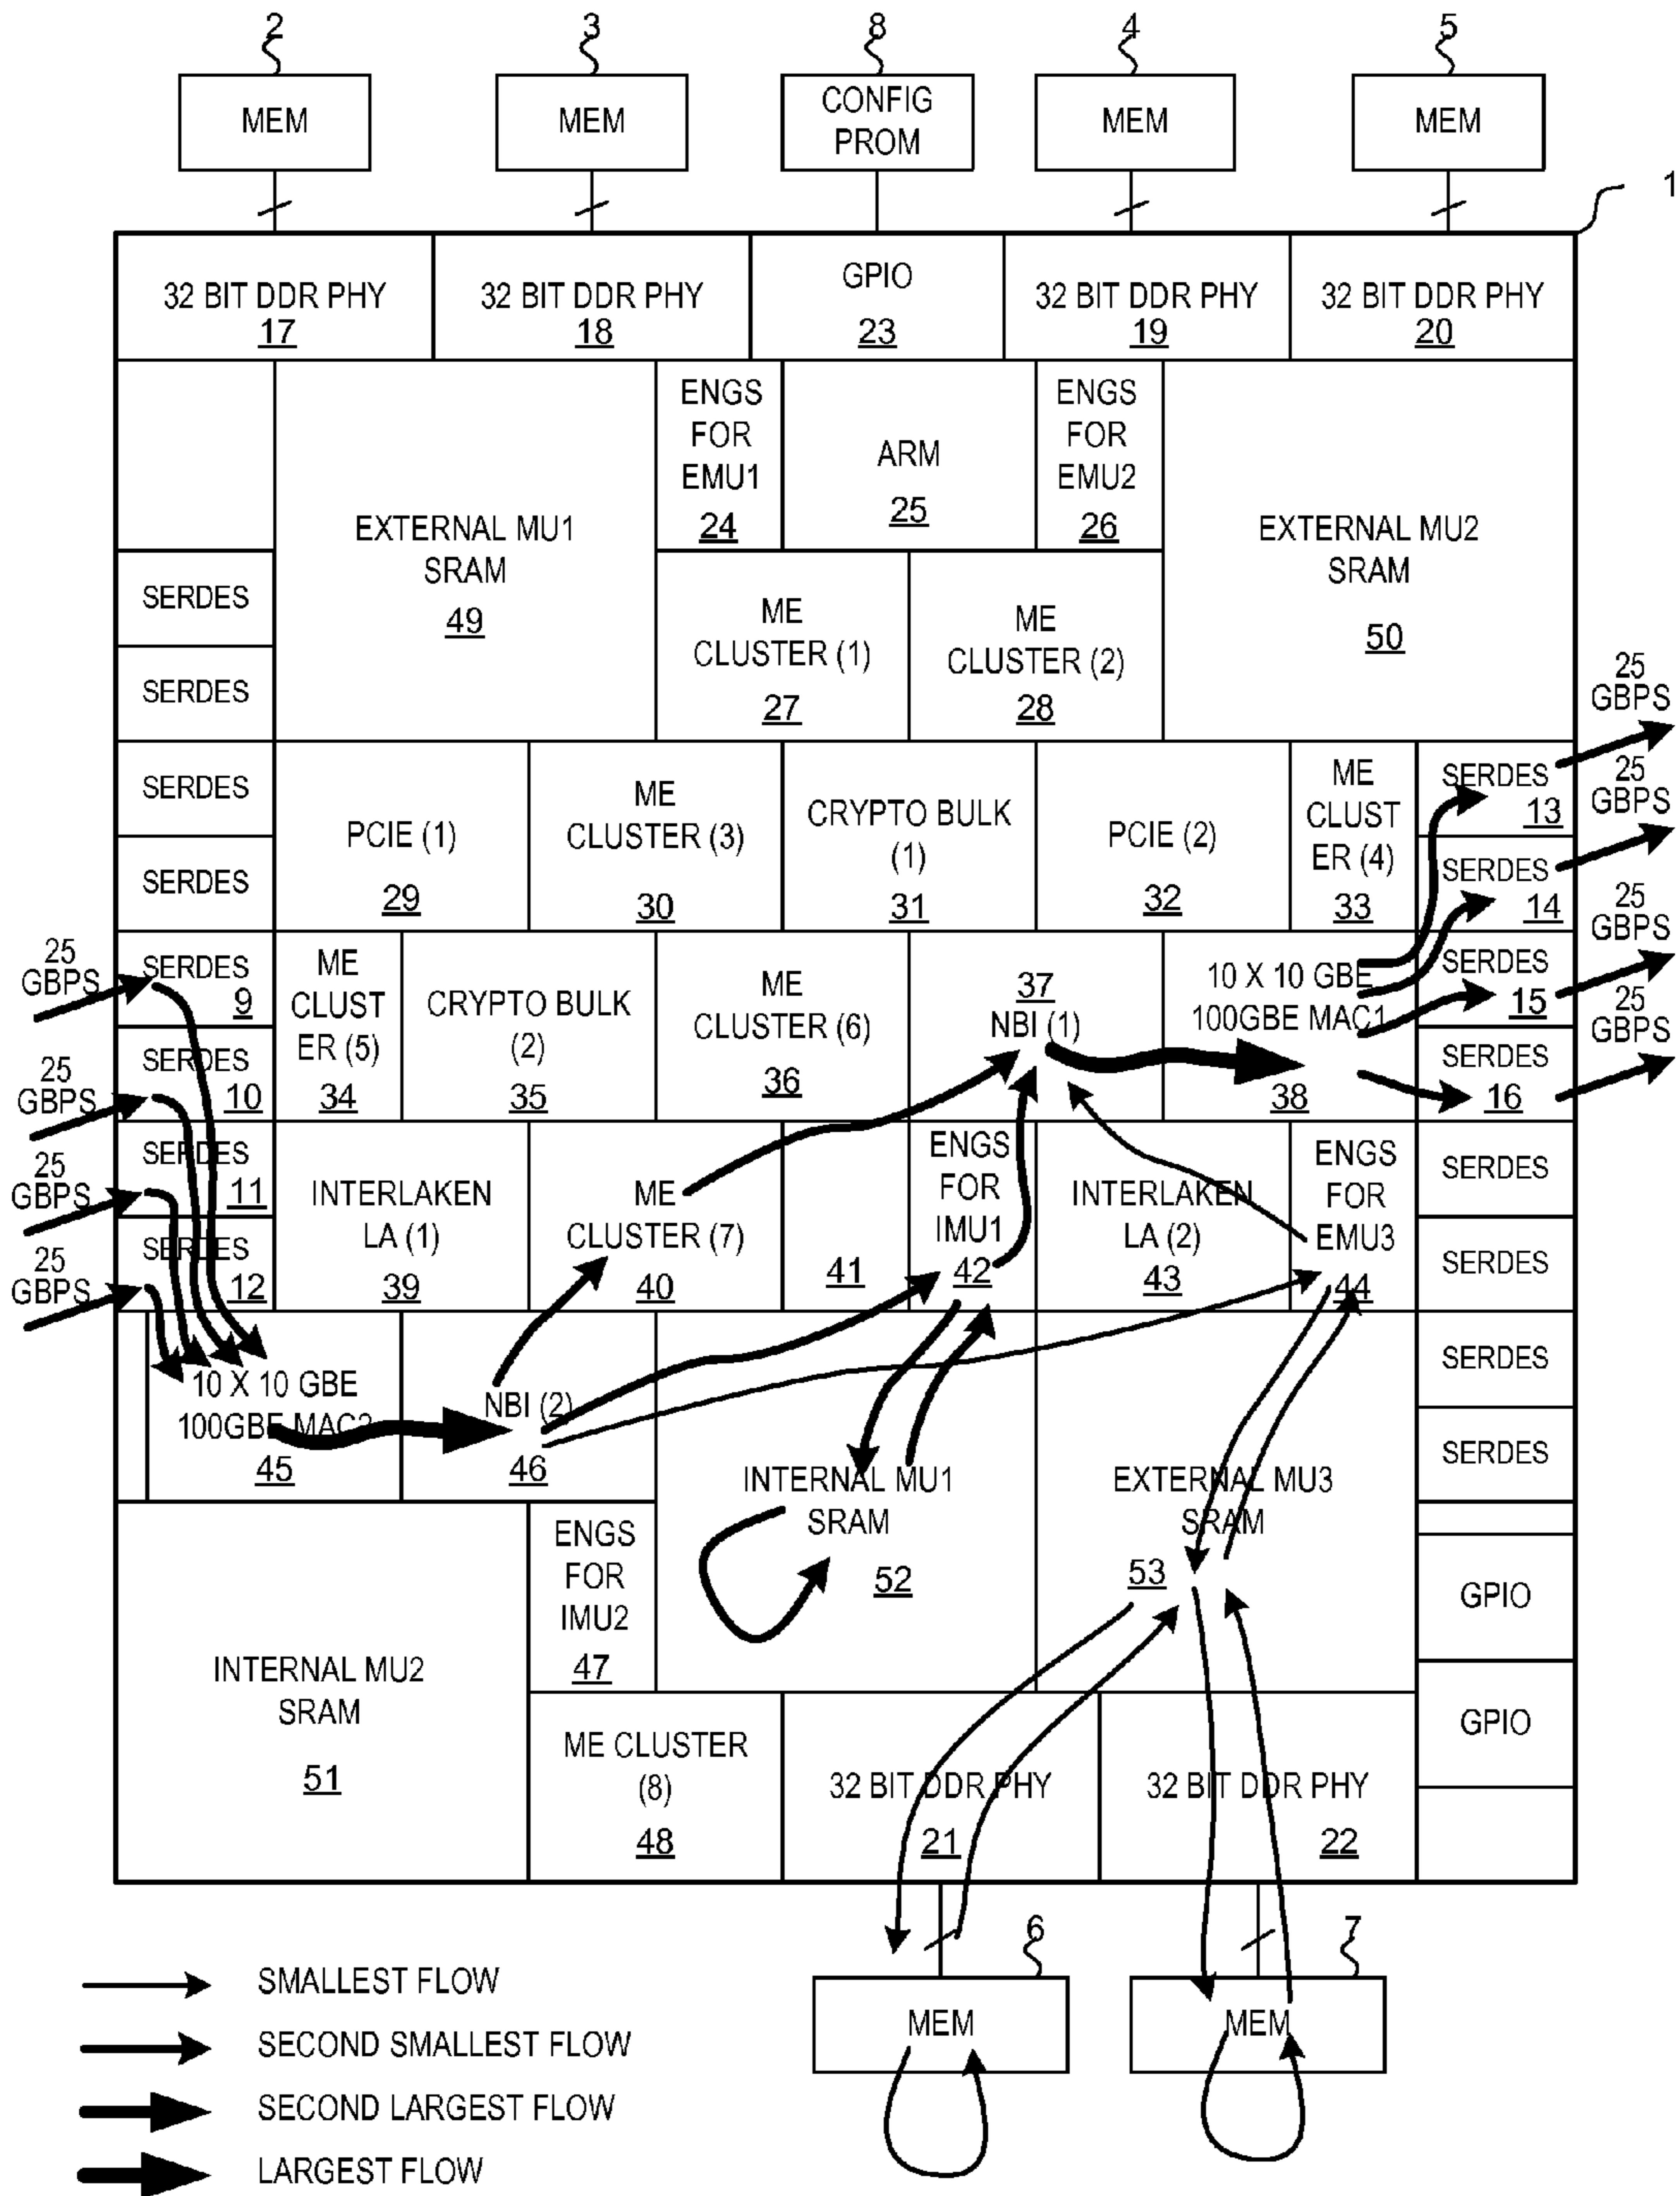 2
3
8
4
5
MEM
MEM
CONFIG
PROM
MEM
MEM
1
32 BIT DDR PHY
17
32 BIT DDR PHY
18
GPIO
23
32 BIT DDR PHY
19
32 BIT DDR PHY
20
EXTERNAL MU1
SRAM
49
ENGS
FOR
EMU1
24
ARM
25
ENGS
FOR
EMU2
26
EXTERNAL MU2
SRAM
50
SERDES
SERDES
ME
CLUSTER (1)
27
ME
CLUSTER (2)
28
25
GBPS
SERDES
SERDES
PCIE (1)
29
ME
CLUSTER (3)
30
CRYPTO BULK
(1)
31
PCIE (2)
32
ME
CLUST
ER (4)
33
SERDES
13
25
GBPS
SERDES
14
25
GBPS
25
GBPS
SERDES
9
25
GBPS
SERDES
10
ME
CLUST
ER (5)
34
CRYPTO BULK
(2)
35
ME
CLUSTER (6)
36
37
NBI (1)
10 X 10 GBE
100GBE MAC1
38
SERDES
15
25
GBPS
SERDES
16
25
GBPS
SERDES
11
25
GBPS
SERDES
12
INTERLAKEN
LA (1)
39
ME
CLUSTER (7)
40
41
ENGS
FOR
IMU1
42
INTERLAKEN
LA (2)
43
ENGS
FOR
EMU3
44
SERDES
SERDES
10 X 10 GBE
100GBE MAC2
45
NBI (2)
46
INTERNAL MU1
SRAM
52
EXTERNAL MU3
SRAM
53
SERDES
SERDES
ENGS
FOR
IMU2
47
GPIO
GPIO
INTERNAL MU2
SRAM
51
ME CLUSTER
(8)
48
32 BIT DDR PHY
21
32 BIT DDR PHY
22
6
7
MEM
MEM
SMALLEST FLOW
SECOND SMALLEST FLOW
SECOND LARGEST FLOW
LARGEST FLOW